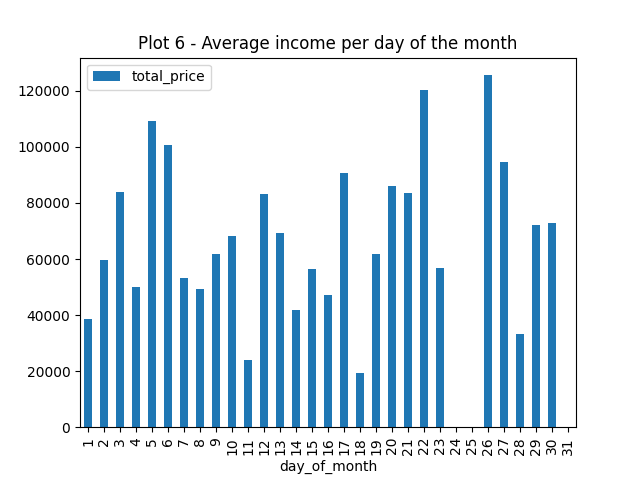 Plot 6 - Average income per day of the month
total_price
120000
100000
80000
60000
40000
20000
0
1 2 3 4 5 6 7 8 9 10 11 12 13 14 15 16 17 18 19 20 21 22 23 24 25 26 27 28 29 30 31
day_of_month